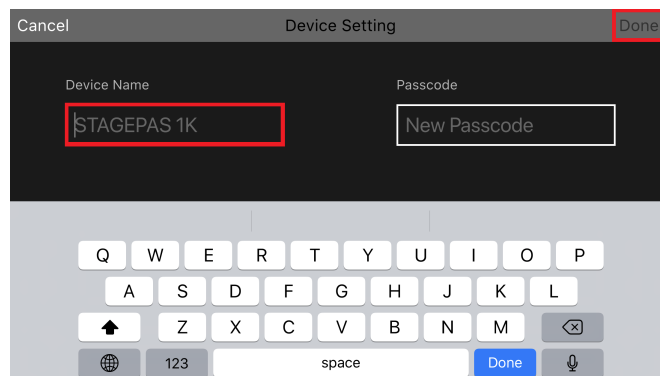 Cancel Device Setting Done
Device Name Passcode
STAGEPAS 1K New Passcode
Q W E R T Y U I O P
A S D F G H J K L
Z X C V B N M
123 space Done